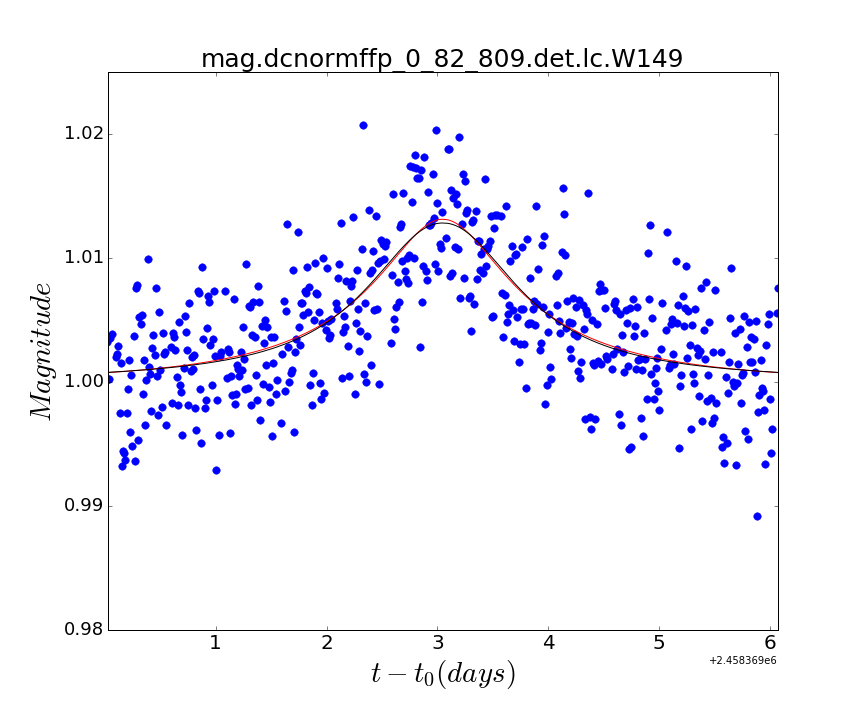 mag.dcnormffp_0_82_809.det.lc.W149
1.02
1.01
1.00
0.99
0.98
Magnitude
1 2 3 4 5 6
+2.458369e6
t − t₀(days)